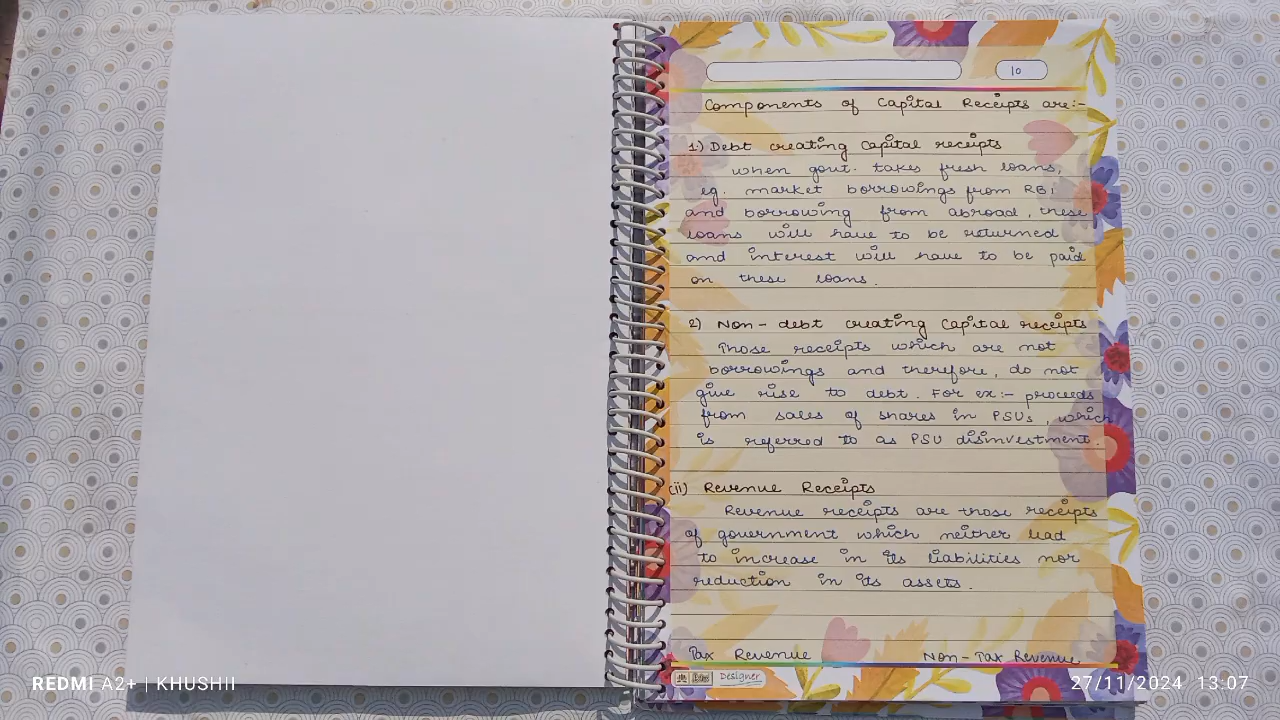 10
Components of Capital Receipts are:-
1) Debt creating Capital receipts
when govt. takes fresh loans,
eg. market borrowings from RBI
and borrowing from abroad, these
loans will have to be returned
and interest will have to be paid
on these loans.
2) Non-debt creating Capital receipts
Those receipts which are not
borrowings and therefore, do not
give rise to debt. For ex:- proceeds
from sales of shares in PSUs, which
is referred to as PSU disinvestment.
(ii) Revenue Receipts
Revenue receipts are those receipts
of government which neither lead
to increase in its liabilities nor
reduction in its assets.
Tax Revenue Non-Tax Revenue
Designer
REDMI A2+ | KHUSHII
27/11/2024 13:07